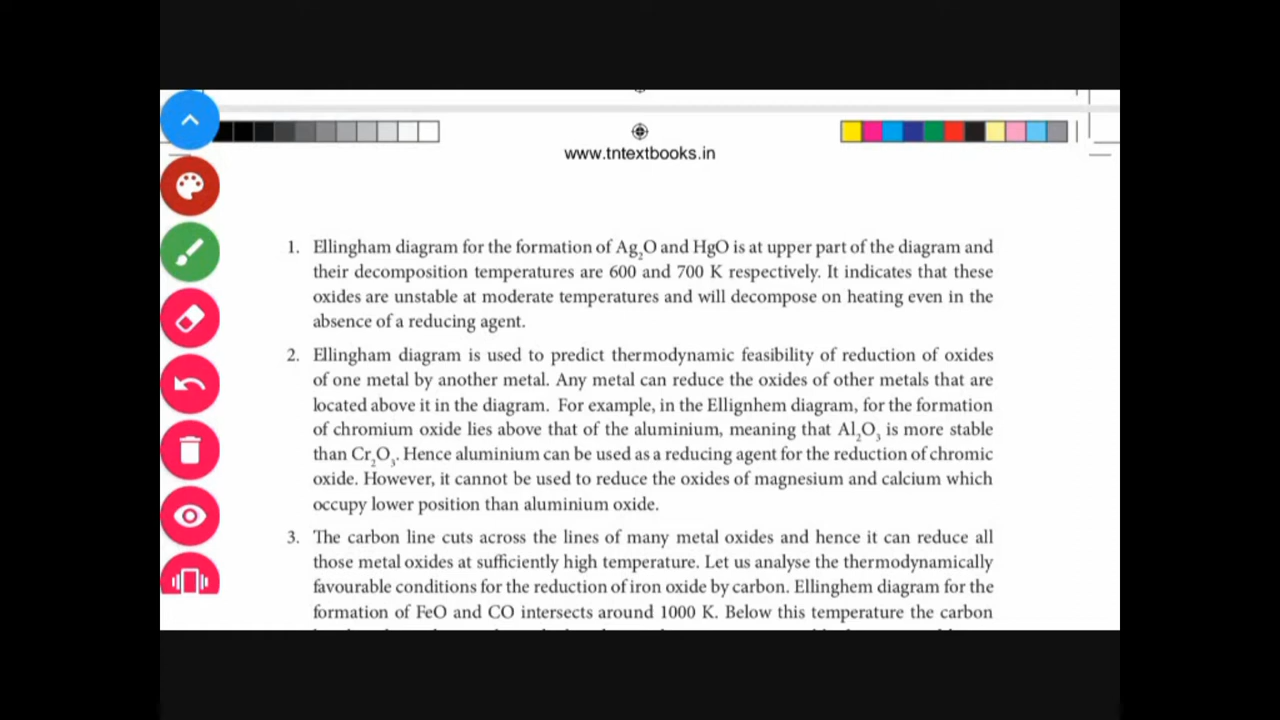 www.tntextbooks.in
1. Ellingham diagram for the formation of Ag₂O and HgO is at upper part of the diagram and
their decomposition temperatures are 600 and 700 K respectively. It indicates that these
oxides are unstable at moderate temperatures and will decompose on heating even in the
absence of a reducing agent.
2. Ellingham diagram is used to predict thermodynamic feasibility of reduction of oxides
of one metal by another metal. Any metal can reduce the oxides of other metals that are
located above it in the diagram. For example, in the Ellignhem diagram, for the formation
of chromium oxide lies above that of the aluminium, meaning that Al₂O₃ is more stable
than Cr₂O₃. Hence aluminium can be used as a reducing agent for the reduction of chromic
oxide. However, it cannot be used to reduce the oxides of magnesium and calcium which
occupy lower position than aluminium oxide.
3. The carbon line cuts across the lines of many metal oxides and hence it can reduce all
those metal oxides at sufficiently high temperature. Let us analyse the thermodynamically
favourable conditions for the reduction of iron oxide by carbon. Ellinghem diagram for the
formation of FeO and CO intersects around 1000 K. Below this temperature the carbon